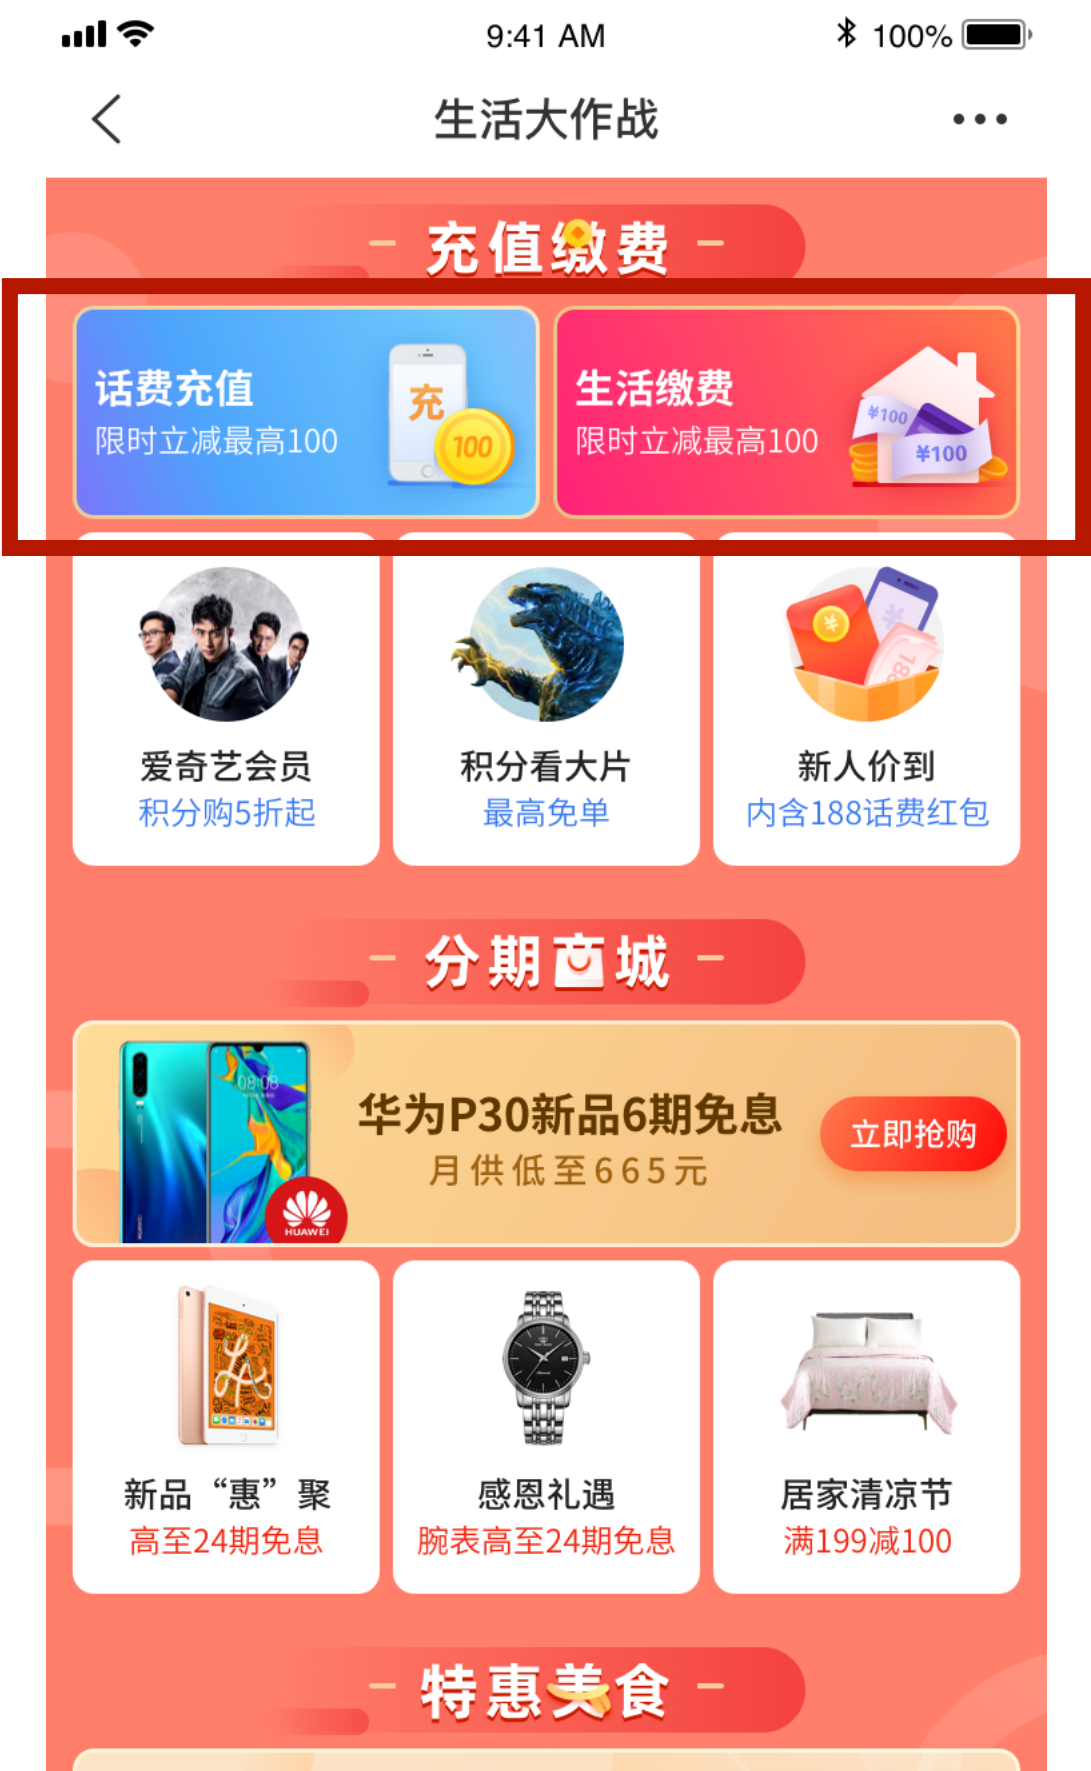 9:41 AM
100%
生活大作战
充值缴费
话费充值
限时立减最高100
充
100
生活缴费
限时立减最高100
¥100
¥100
188
爱奇艺会员
积分购5折起
积分看大片
最高免单
新人价到
内含188话费红包
分期商城
08:08
华为P30新品6期免息
月供低至665元
立即抢购
HUAWEI
新品“惠”聚
高至24期免息
感恩礼遇
腕表高至24期免息
居家清凉节
满199减100
特惠美食